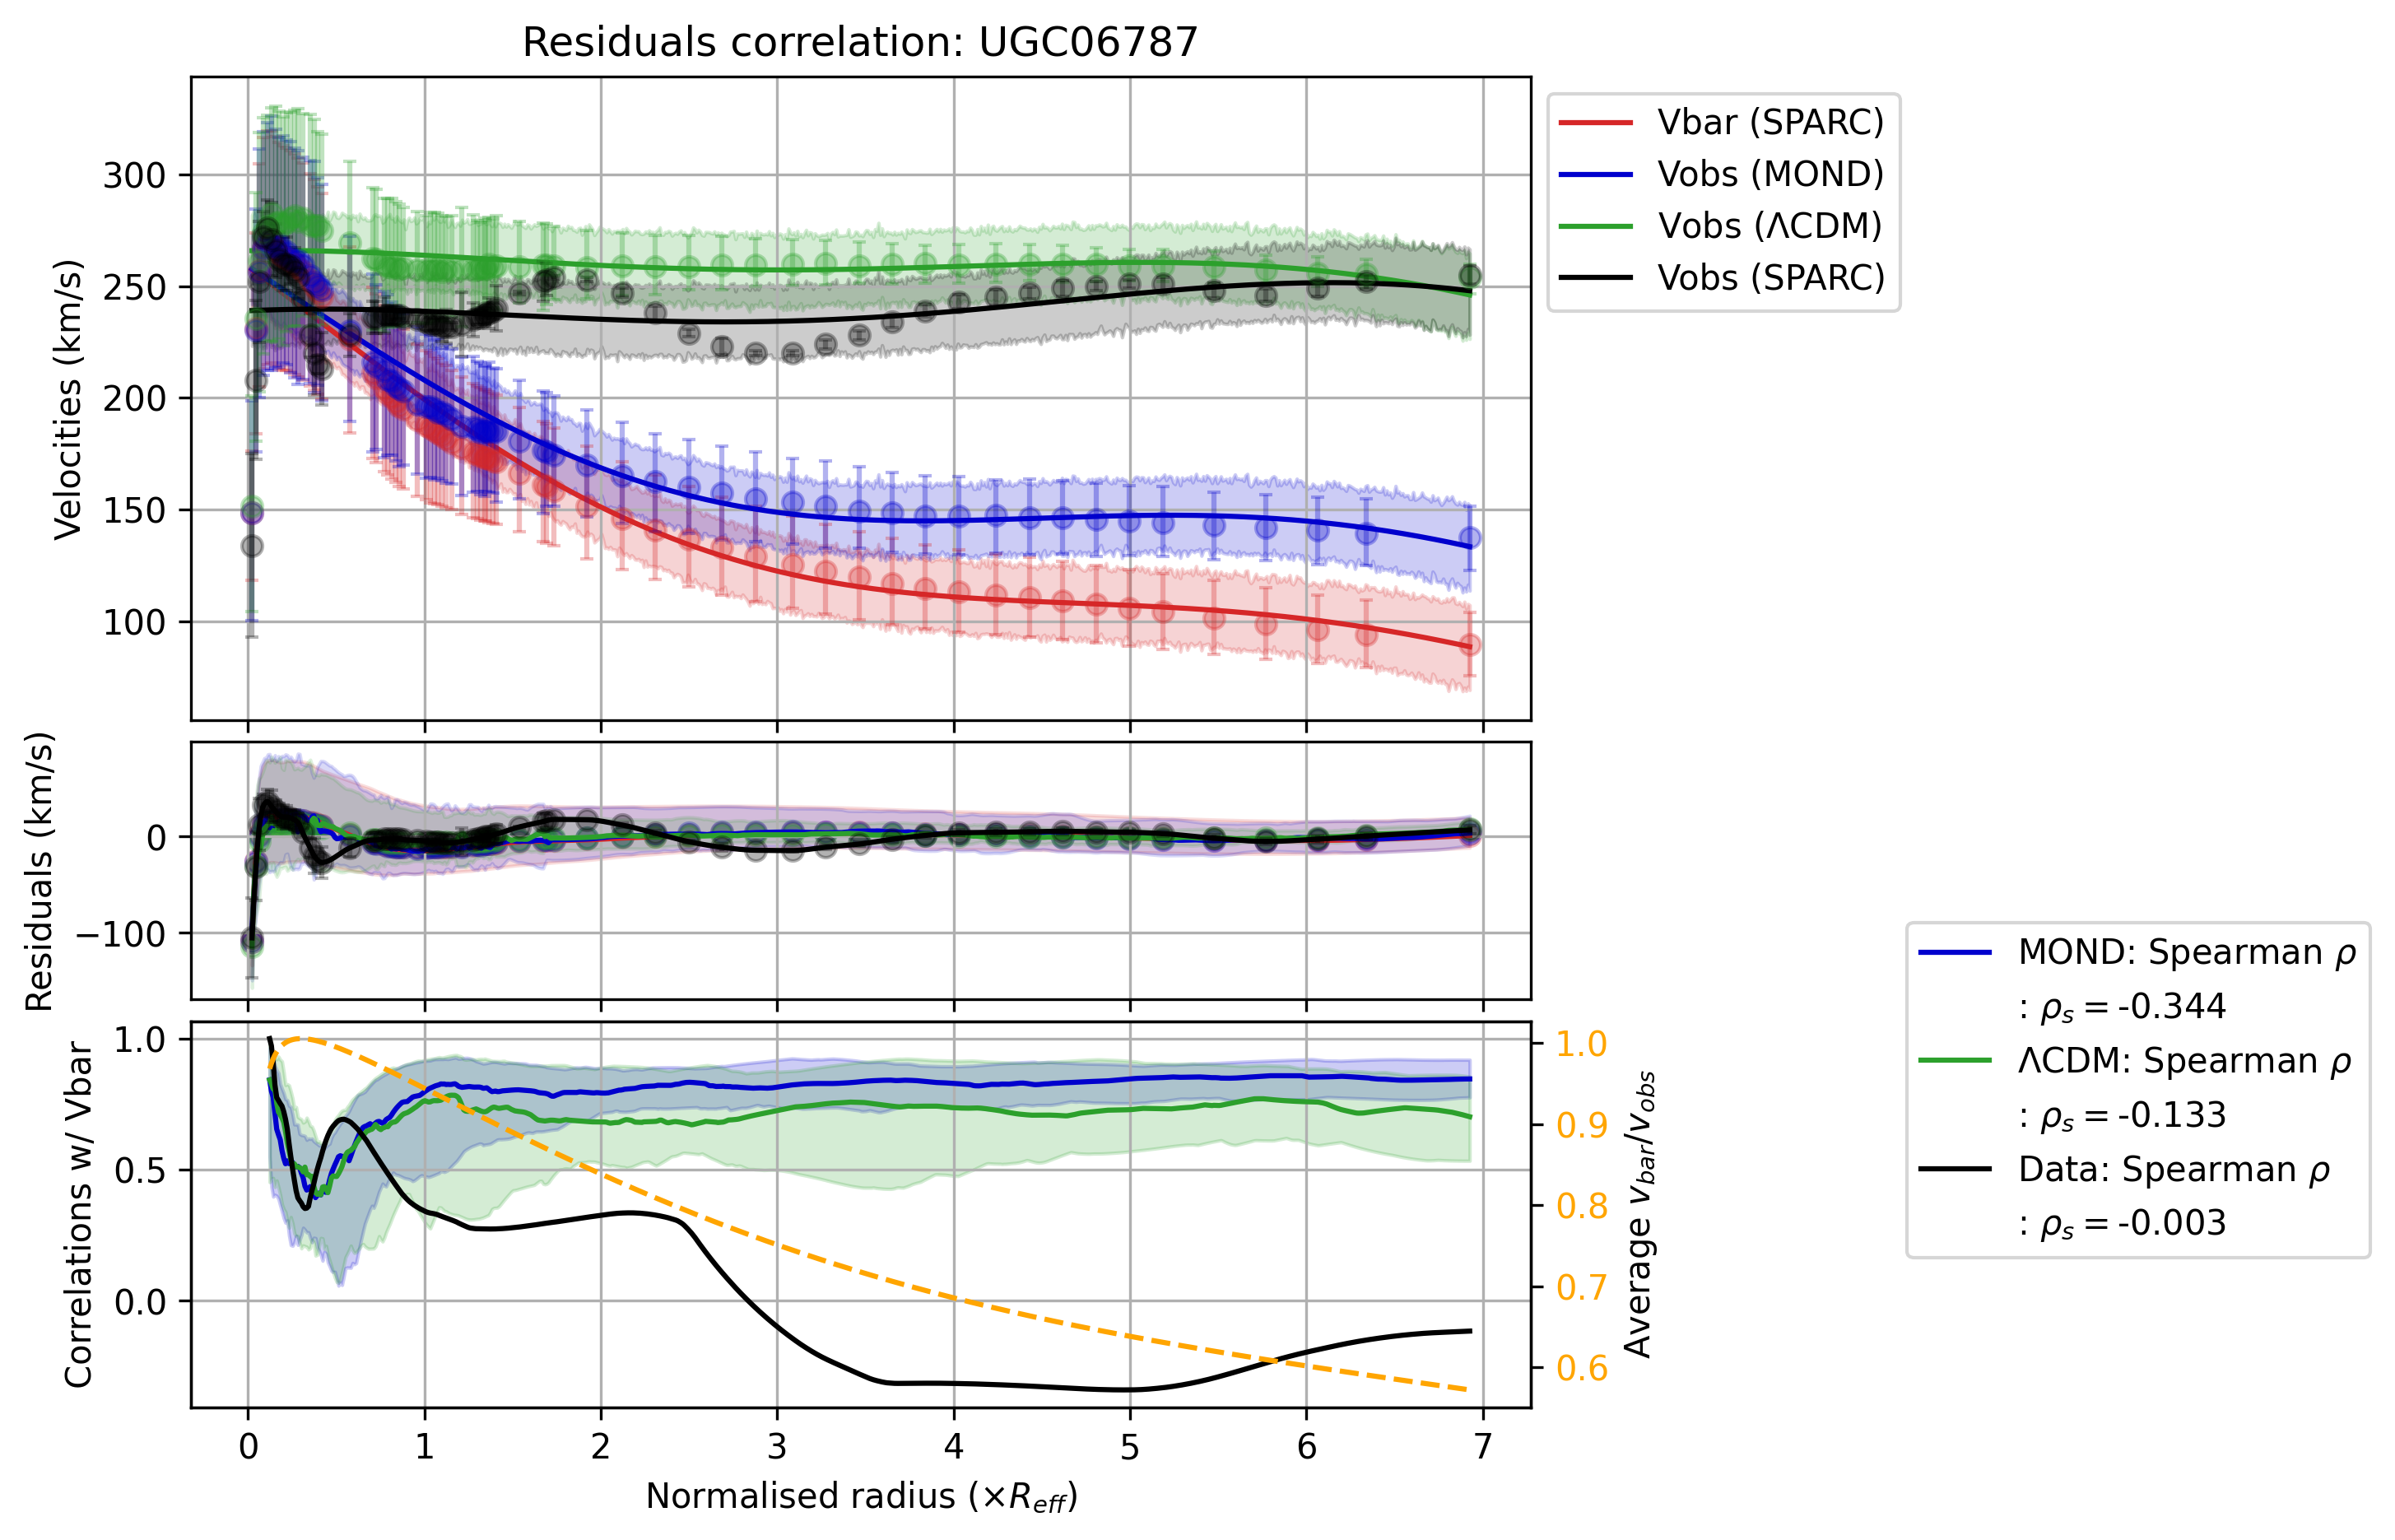 Residuals correlation: UGC06787
Velocities (km/s)
300
250
200
150
100
Vbar (SPARC)
Vobs (MOND)
Vobs (ΛCDM)
Vobs (SPARC)
Residuals (km/s)
0
−100
Correlations w/ Vbar
1.0
0.5
0.0
1.0
0.9
0.8
0.7
0.6
Average v_bar/v_obs
MOND: Spearman ρ
: ρ_s = -0.344
ΛCDM: Spearman ρ
: ρ_s = -0.133
Data: Spearman ρ
: ρ_s = -0.003
0 1 2 3 4 5 6 7
Normalised radius (×R_eff)